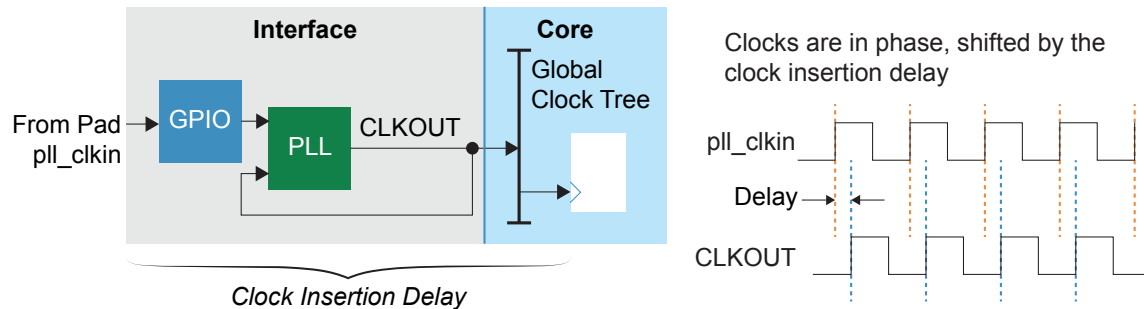 Interface
Core
Global
Clock Tree
GPIO
From Pad
pll_clkin
CLKOUT
PLL
Clock Insertion Delay
Clocks are in phase, shifted by the
clock insertion delay
pll_clkin
Delay
CLKOUT